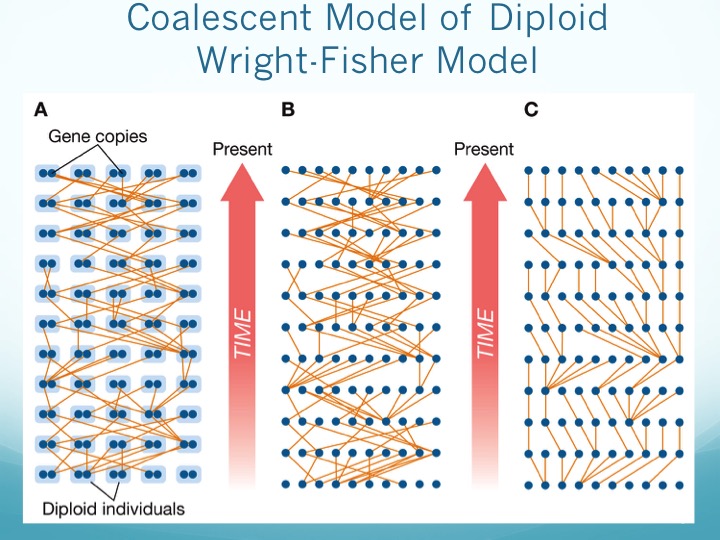 Coalescent Model of Diploid
Wright-Fisher Model
A
B
C
Gene copies
Present
Present
TIME
TIME
Diploid individuals